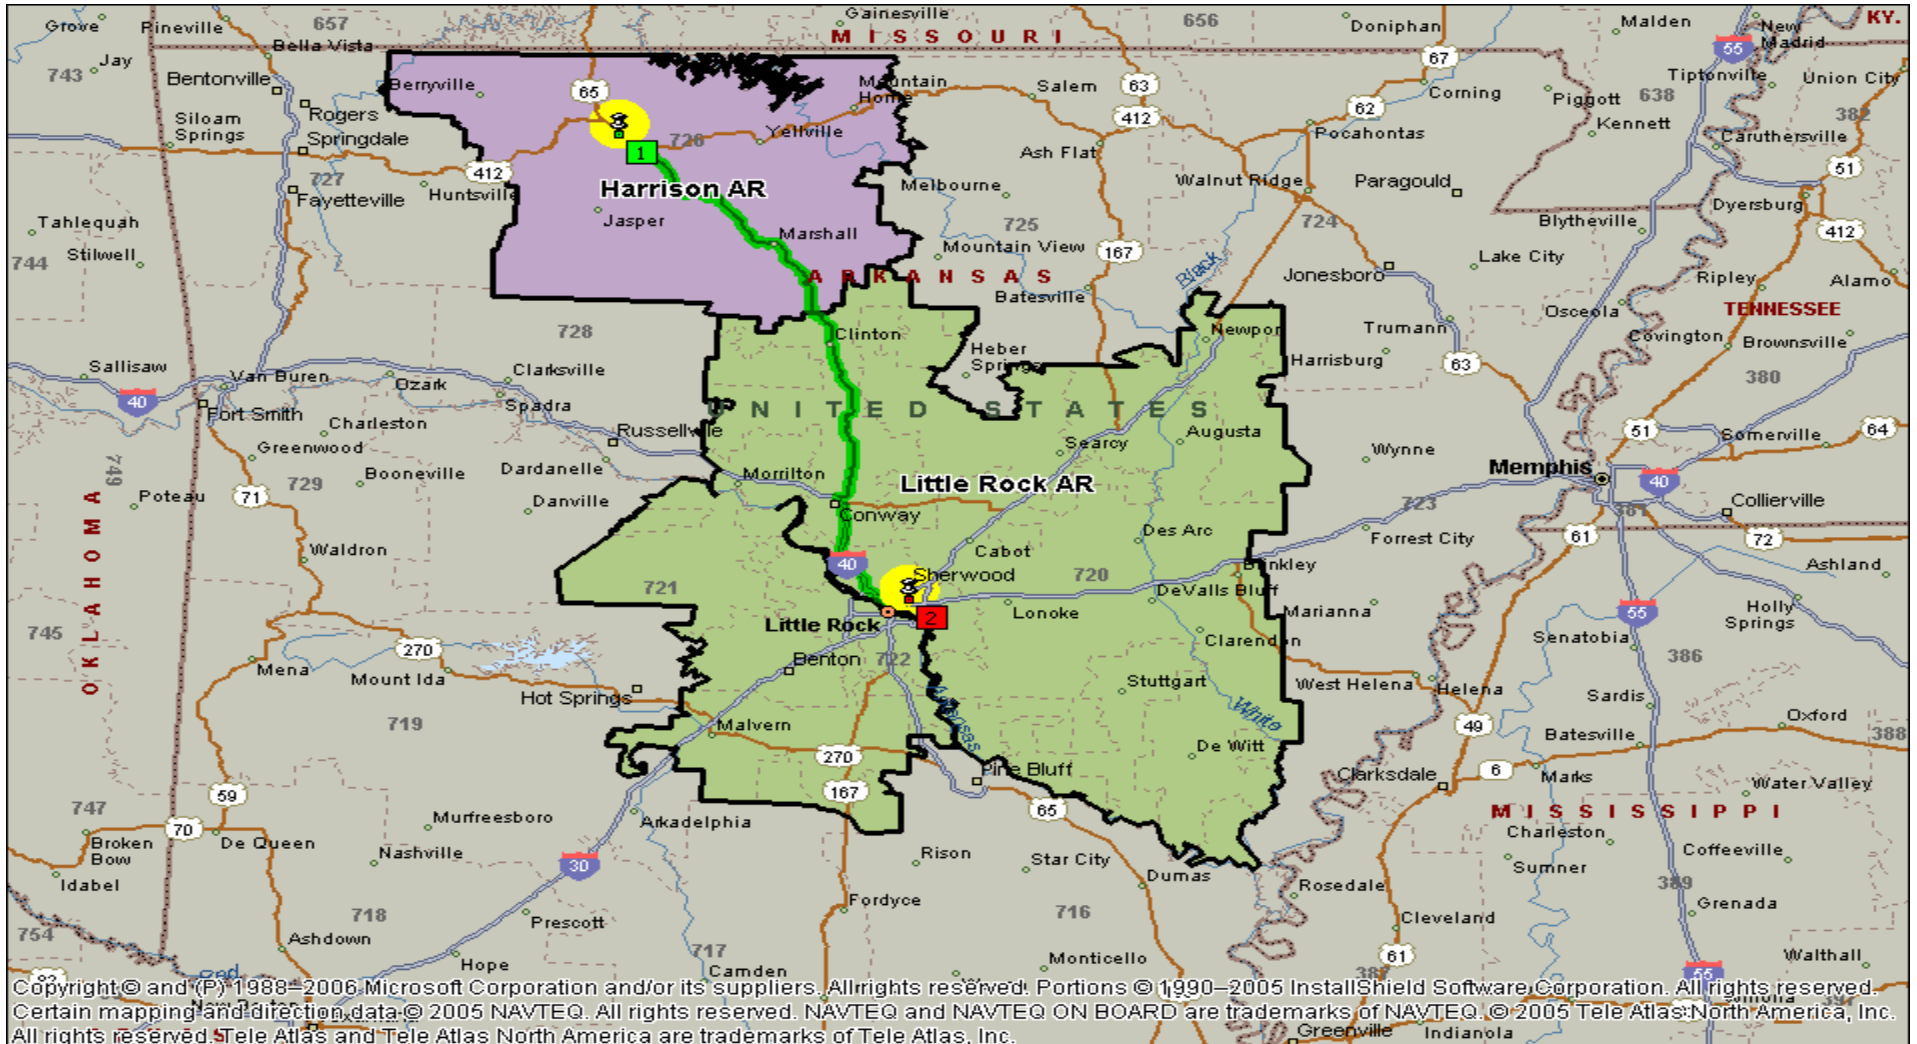 Grove
Pineville
657
Gainesville
656
Doniphan
Malden
New Madrid
KY.
MISSOURI
Bella Vista
55
67
743
Jay
Bentonville
Berryville
65
Mountain Home
Salem
63
Tiptonville
Union City
Corning
Piggott
638
Rogers
412
62
Siloam Springs
Springdale
726
Yellville
Pocahontas
Kennett
382
Caruthersville
1
Ash Flat
51
412
727
Harrison AR
Melbourne
Walnut Ridge
Paragould
Fayetteville
Huntsville
Dyersburg
Tahlequah
Jasper
725
724
Blytheville
412
Marshall
Mountain View
167
Stilwell
744
Lake City
Black
Jonesboro
Ripley
Alamo
ARKANSAS
Batesville
Osceola
TENNESSEE
728
Clinton
Newpor
Trumann
Covington
Brownsville
Heber Springs
Harrisburg
63
Sallisaw
Van Buren
Clarksville
Ozark
380
40
Spadra
UNITED STATES
Fort Smith
Charleston
Russellville
Augusta
51
64
Somerville
Greenwood
Searcy
Wynne
749
Booneville
Dardanelle
Morrilton
Little Rock AR
Memphis
40
729
Poteau
71
Danville
723
Collierville
381
OKLAHOMA
Conway
Des Arc
Forrest City
61
72
Waldron
Cabot
40
Brinkley
Ashland
Sherwood
720
721
DeValls Bluff
Marianna
55
Holly Springs
2
Lonoke
Little Rock
745
Clarendon
Senatobia
270
Benton
722
386
Mena
Mount Ida
Stuttgart
West Helena
Helena
Hot Springs
Sardis
Arkansas
White
719
Malvern
49
Oxford
Batesville
388
De Witt
270
Pine Bluff
6
Clarksdale
Marks
Water Valley
59
167
65
747
MISSISSIPPI
Murfreesboro
Arkadelphia
70
Charleston
Broken Bow
De Queen
Nashville
Rison
Star City
Coffeeville
30
Sumner
Idabel
Dumas
389
Rosedale
Fordyce
Grenada
718
716
Prescott
Cleveland
754
Ashdown
717
61
Walthall
Hope
Camden
Monticello
55
Copyright © and (P) 1988–2006 Microsoft Corporation and/or its suppliers. All rights reserved. Portions © 1990–2005 InstallShield Software Corporation. All rights reserved.
Certain mapping and direction data © 2005 NAVTEQ. All rights reserved. NAVTEQ and NAVTEQ ON BOARD are trademarks of NAVTEQ. © 2005 Tele Atlas North America, Inc.
All rights reserved. Tele Atlas and Tele Atlas North America are trademarks of Tele Atlas, Inc.
Greenville
Indianola